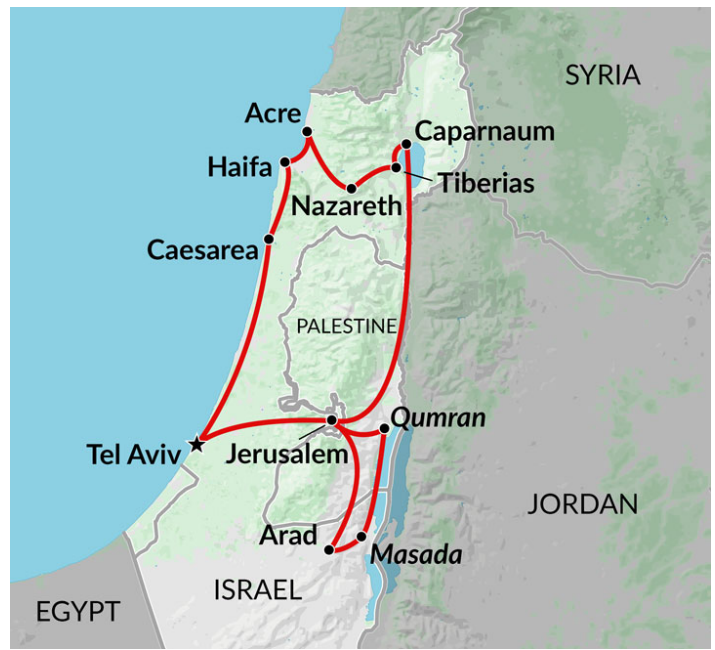 SYRIA
Acre
Caparnaum
Haifa
Tiberias
Nazareth
Caesarea
PALESTINE
Qumran
Tel Aviv
Jerusalem
JORDAN
Arad
Masada
ISRAEL
EGYPT